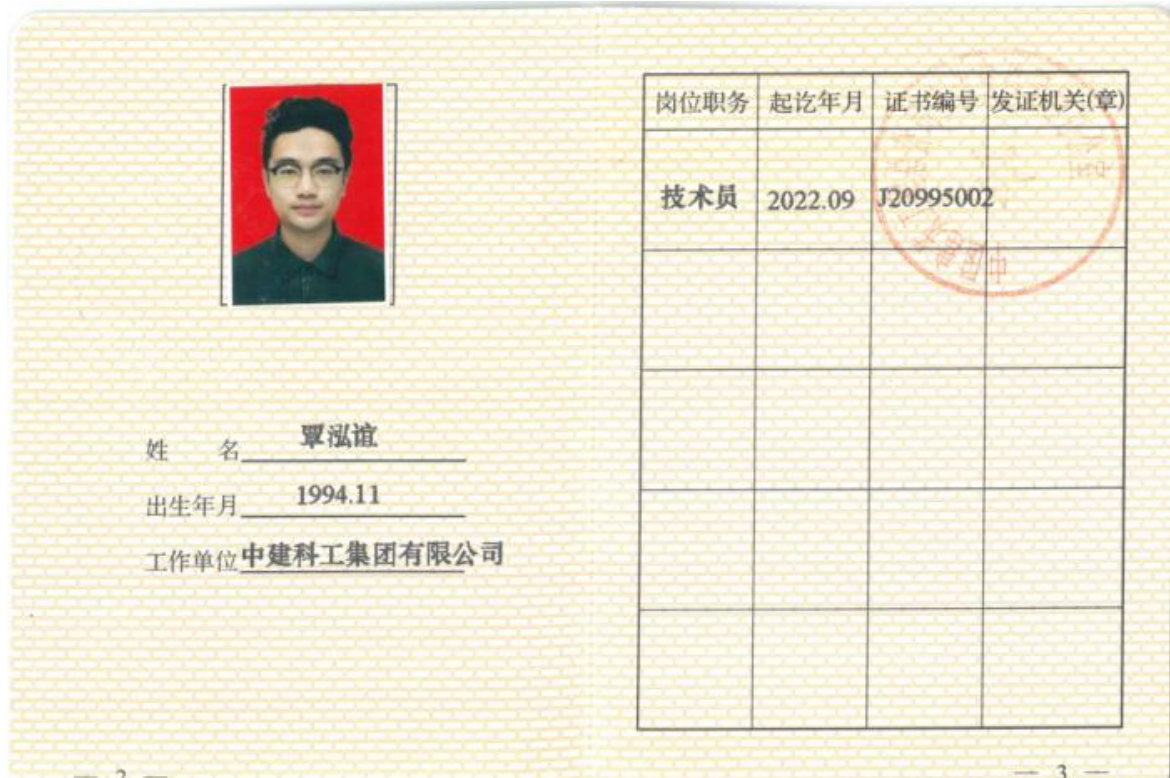 姓 名 覃泓谊
出生年月 1994.11
工作单位 中建科工集团有限公司
2
岗位职务 起讫年月 证书编号 发证机关(章)
技术员 2022.09 J20995002
— 3 —